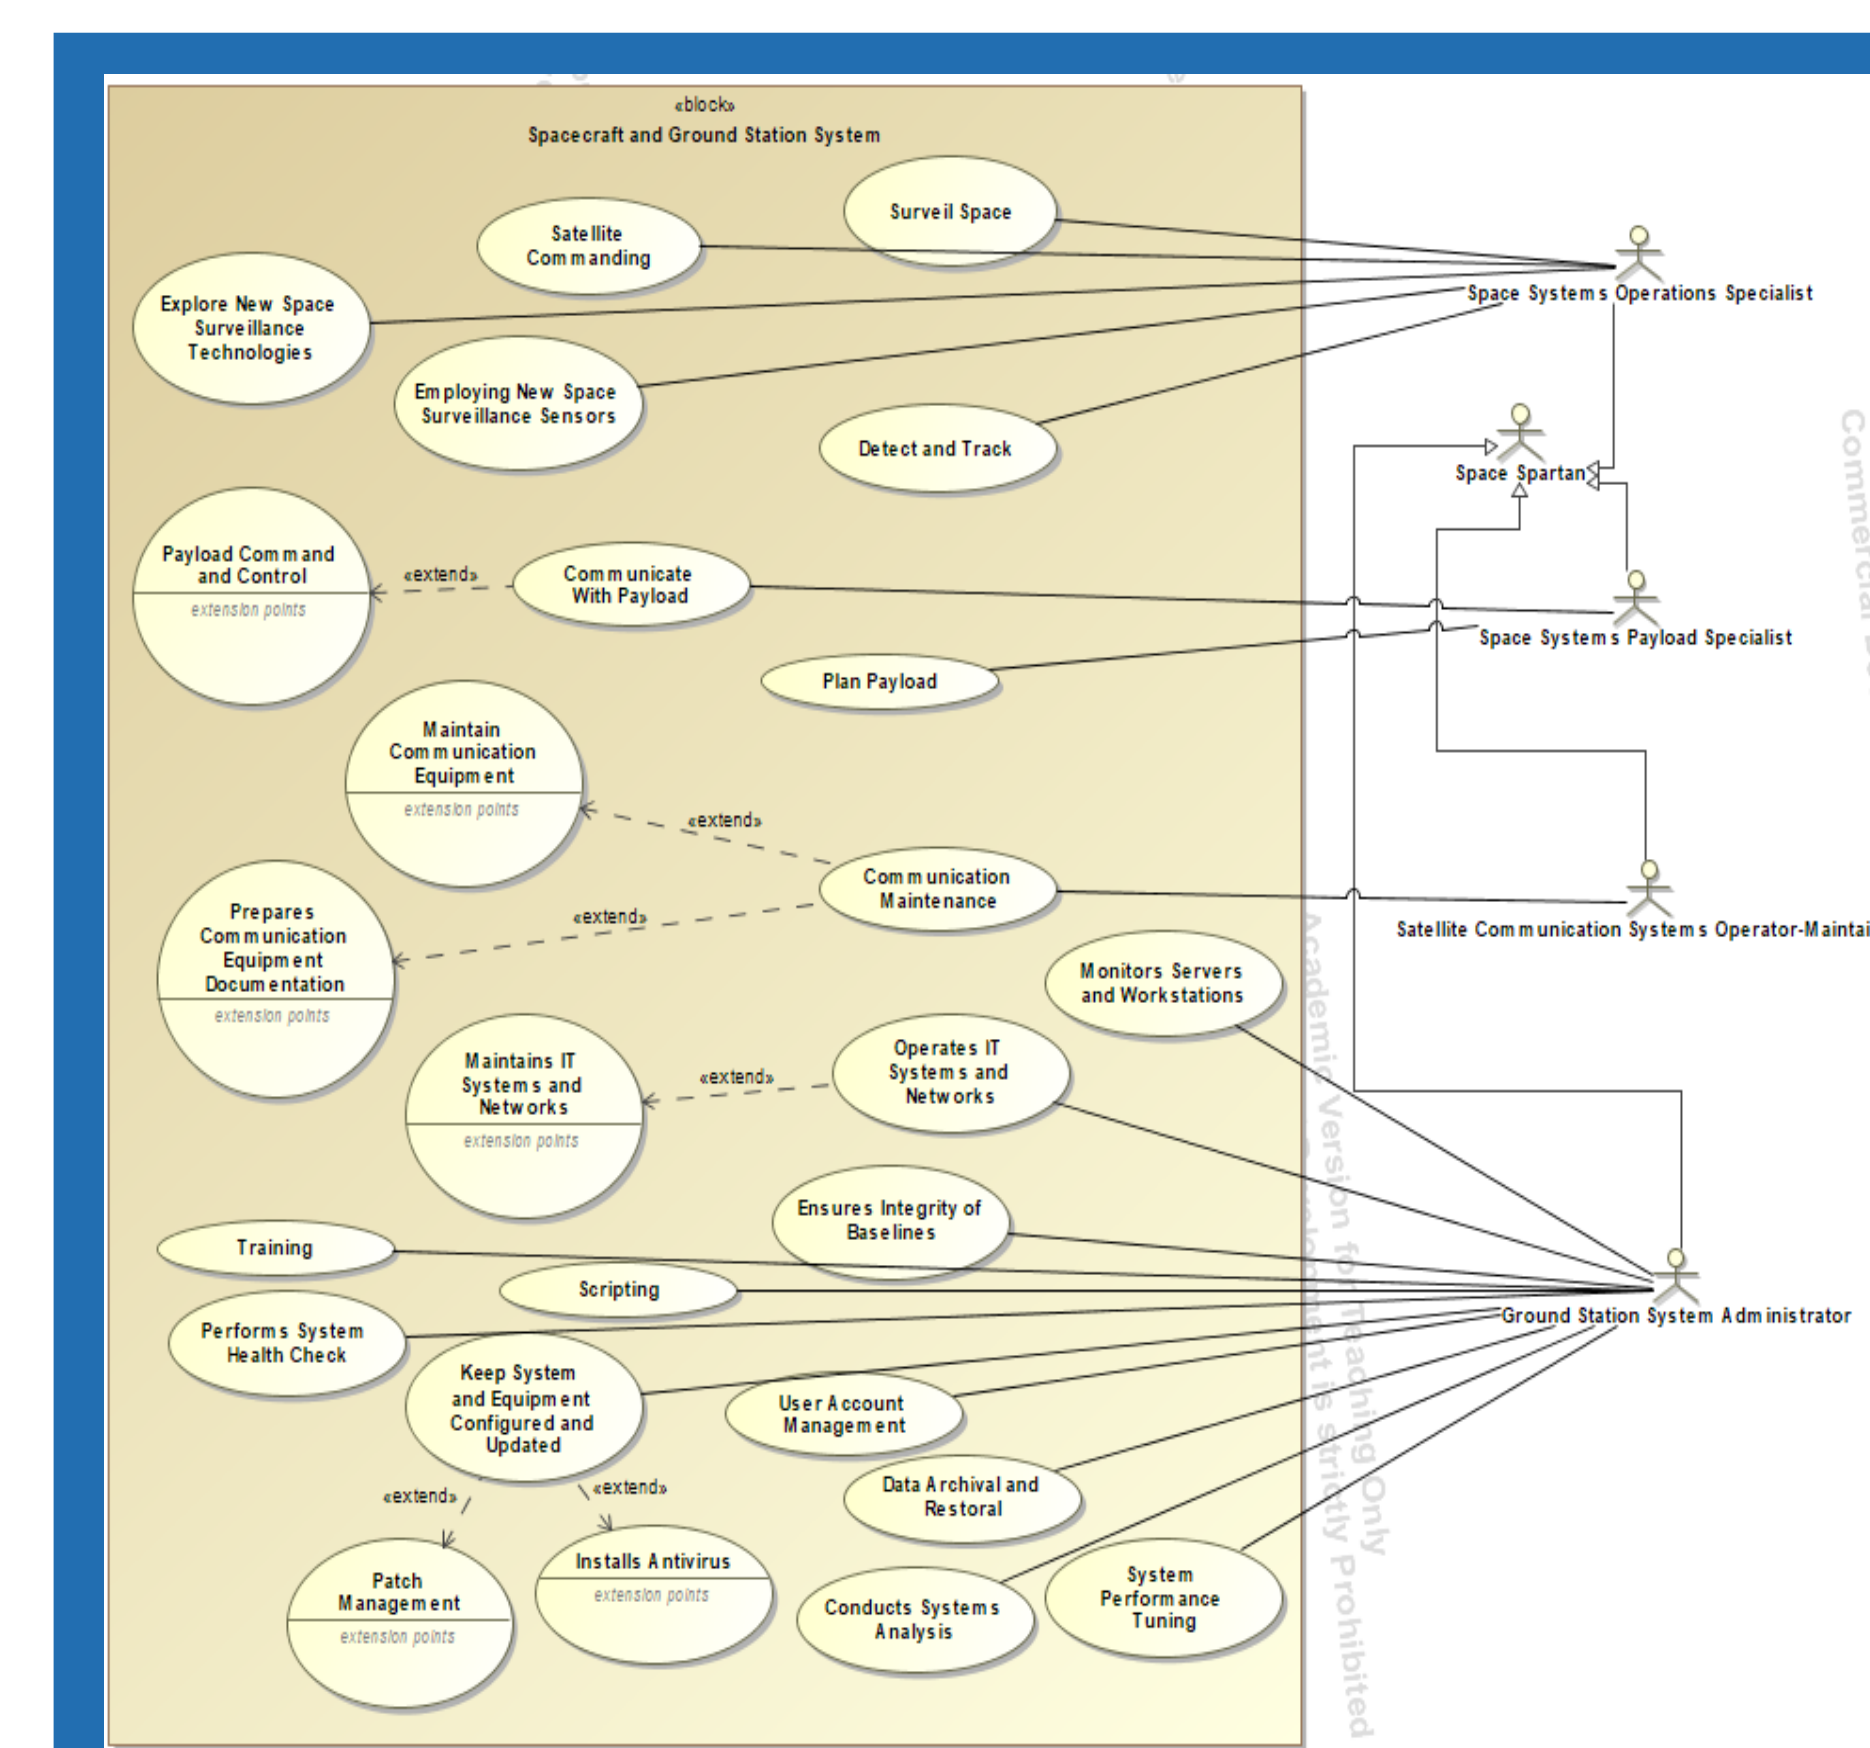 «block»
Spacecraft and Ground Station System
Surveil Space
Satellite
Commanding
Explore New Space
Surveillance
Technologies
Space Systems Operations Specialist
Employing New Space
Surveillance Sensors
Detect and Track
Space Spartan
Payload Command
and Control
extension points
«extend»
Communicate
With Payload
Space Systems Payload Specialist
Plan Payload
Maintain
Communication
Equipment
extension points
«extend»
Communication
Maintenance
Prepares
Communication
Equipment
Documentation
extension points
«extend»
Satellite Communication Systems Operator-Maintai
Monitors Servers
and Workstations
Maintains IT
Systems and
Networks
extension points
«extend»
Operates IT
Systems and
Networks
Ensures Integrity of
Baselines
Training
Scripting
Ground Station System Administrator
Performs System
Health Check
Keep System
and Equipment
Configured and
Updated
User Account
Management
«extend»
«extend»
Data Archival and
Restoral
Patch
Management
extension points
Installs Antivirus
extension points
Conducts Systems
Analysis
System
Performance
Tuning
Academic Version for Teaching Only
is strictly Prohibited
Commercial